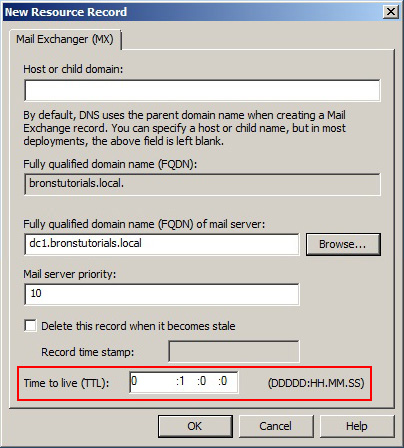 New Resource Record
Mail Exchanger (MX)
Host or child domain:
By default, DNS uses the parent domain name when creating a Mail
Exchange record. You can specify a host or child name, but in most
deployments, the above field is left blank.
Fully qualified domain name (FQDN):
bronstutorials.local.
Fully qualified domain name (FQDN) of mail server:
dc1.bronstutorials.local
Browse...
Mail server priority:
10
Delete this record when it becomes stale
Record time stamp:
Time to live (TTL): 0 :1 :0 :0 (DDDDD:HH.MM.SS)
OK Cancel Help